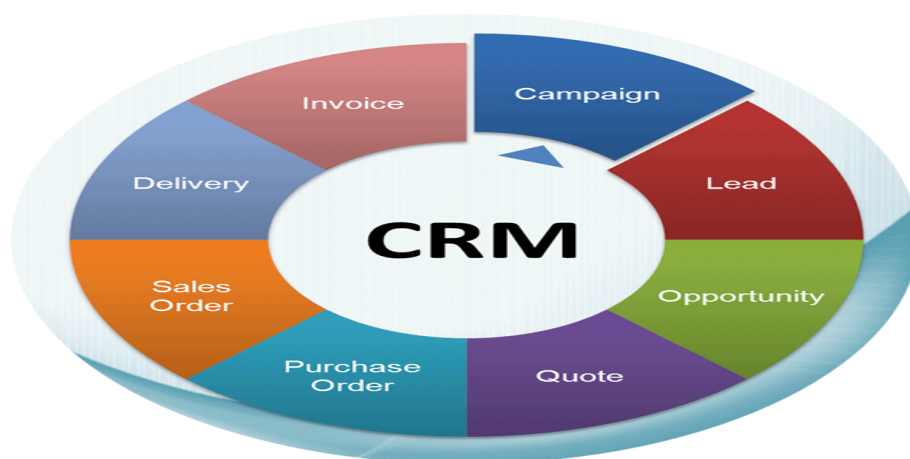 Campaign
Lead
Opportunity
Quote
Purchase
Order
Sales
Order
Delivery
Invoice
CRM